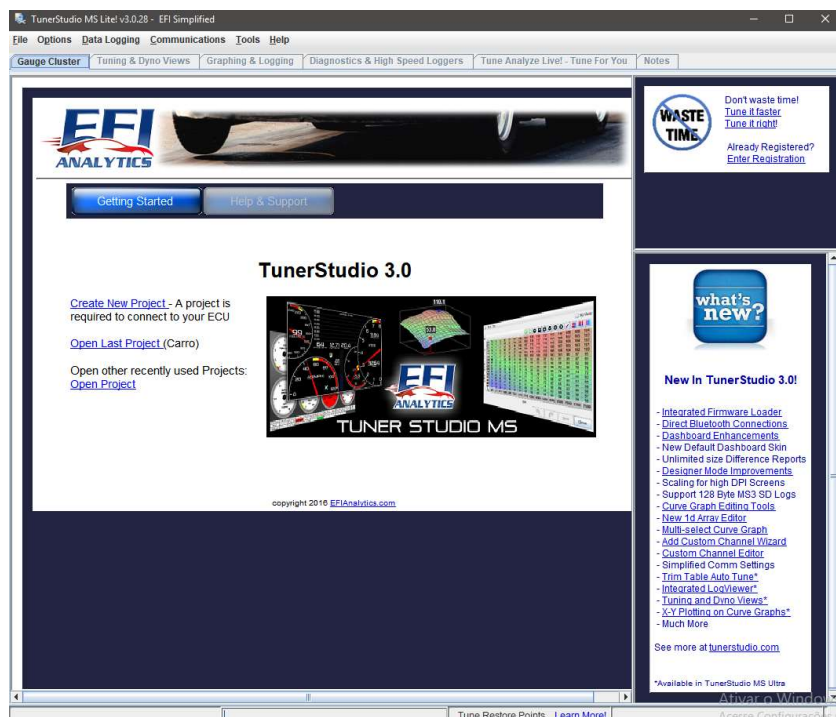 TunerStudio MS Lite! v3.0.28 - EFI Simplified
File Options Data Logging Communications Tools Help
Gauge Cluster Tuning & Dyno Views Graphing & Logging Diagnostics & High Speed Loggers Tune Analyze Live! - Tune For You Notes
EFI
ANALYTICS
Getting Started Help & Support
TunerStudio 3.0
Create New Project - A project is
required to connect to your ECU
Open Last Project (Carro)
Open other recently used Projects:
Open Project
EFI
ANALYTICS
TUNER STUDIO MS
copyright 2016 EFIAnalytics.com
WASTE
TIME
Don't waste time!
Tune it faster
Tune it right!
Already Registered?
Enter Registration
what's
new?
New In TunerStudio 3.0!
- Integrated Firmware Loader
- Direct Bluetooth Connections
- Dashboard Enhancements
- New Default Dashboard Skin
- Unlimited size Difference Reports
- Designer Mode Improvements
- Scaling for high DPI Screens
- Support 128 Byte MS3 SD Logs
- Curve Graph Editing Tools
- New 1d Array Editor
- Multi-select Curve Graph
- Add Custom Channel Wizard
- Custom Channel Editor
- Simplified Comm Settings
- Trim Table Auto Tune*
- Integrated LogViewer*
- Tuning and Dyno Views*
- X-Y Plotting on Curve Graphs*
- Much More
See more at tunerstudio.com
*Available in TunerStudio MS Ultra
Ativar o Windows
Tune Restore Points Learn More!